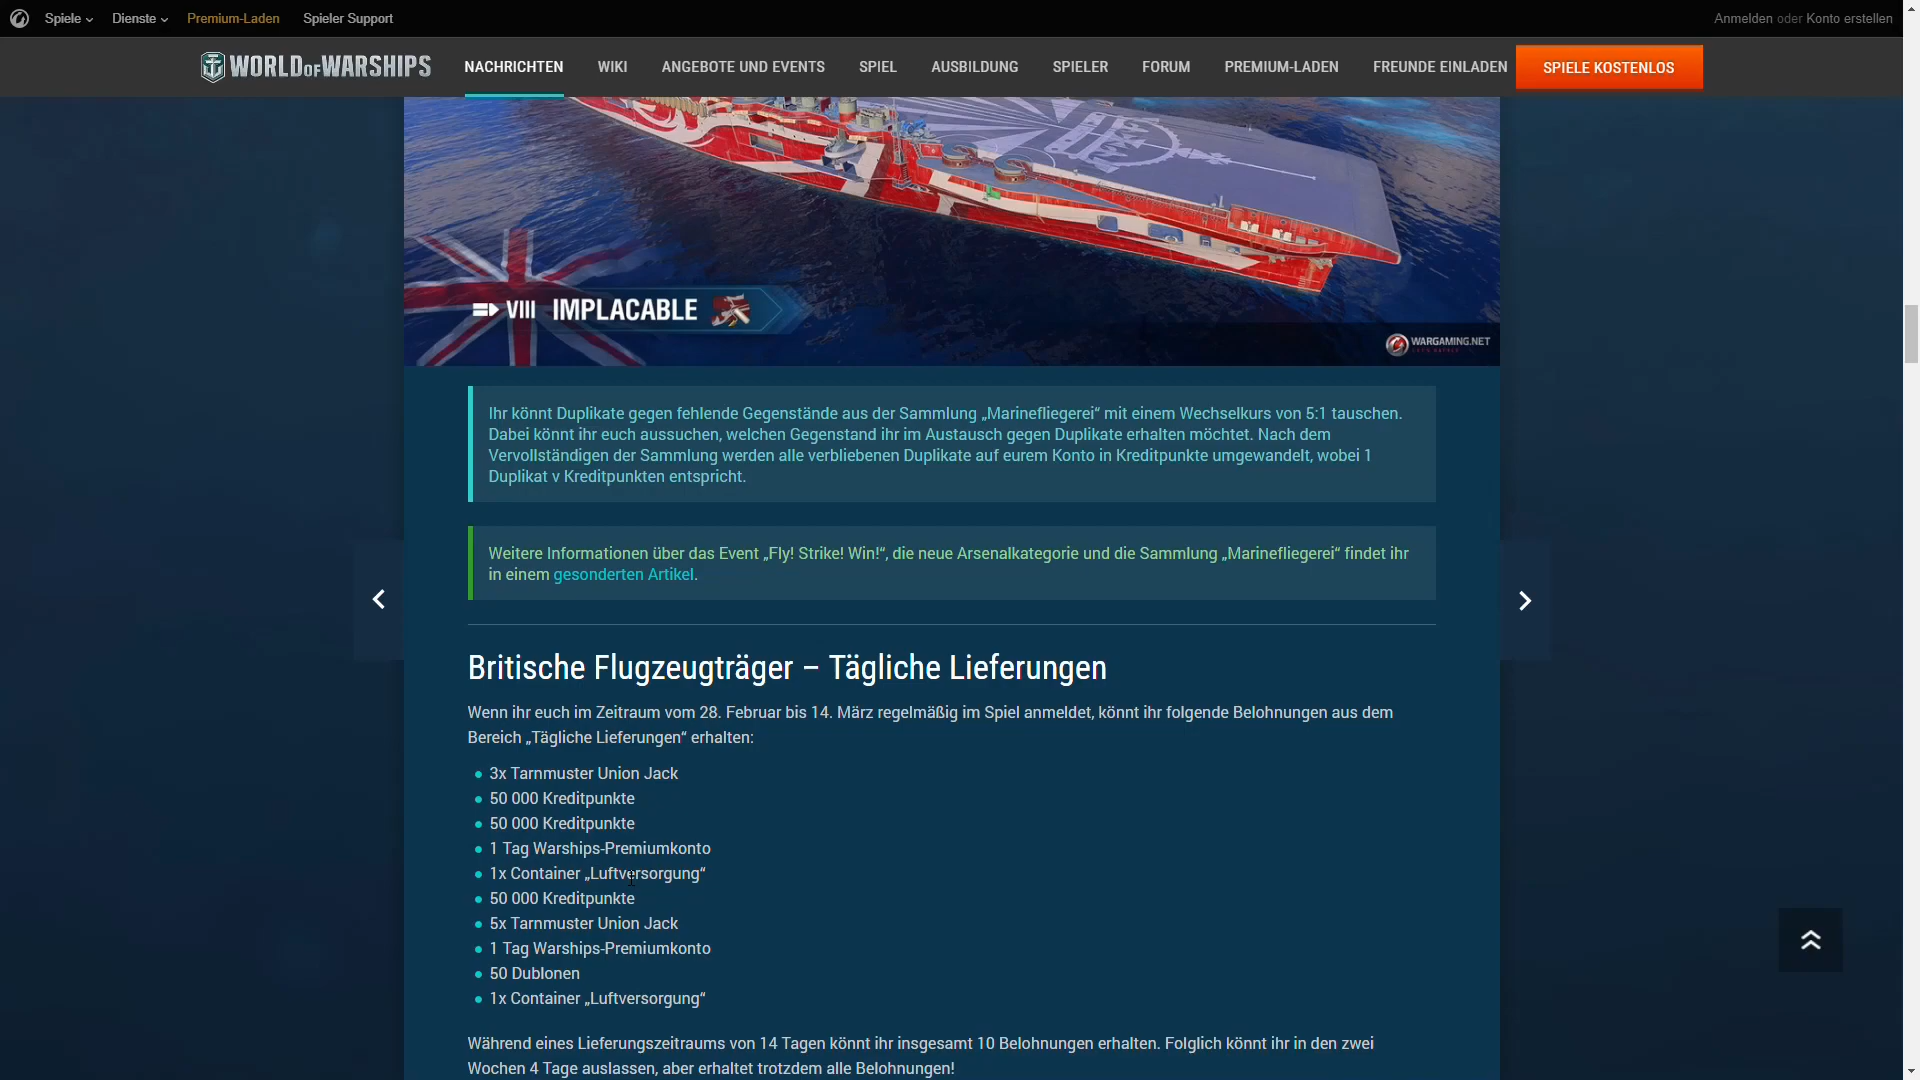 Spiele Dienste Premium-Laden Spieler Support Anmelden oder Konto erstellen
WORLD OF WARSHIPS NACHRICHTEN WIKI ANGEBOTE UND EVENTS SPIEL AUSBILDUNG SPIELER FORUM PREMIUM-LADEN FREUNDE EINLADEN SPIELE KOSTENLOS
VIII IMPLACABLE
WARGAMING.NET
Ihr könnt Duplikate gegen fehlende Gegenstände aus der Sammlung „Marinefliegerei“ mit einem Wechselkurs von 5:1 tauschen.
Dabei könnt ihr euch aussuchen, welchen Gegenstand ihr im Austausch gegen Duplikate erhalten möchtet. Nach dem
Vervollständigen der Sammlung werden alle verbliebenen Duplikate auf eurem Konto in Kreditpunkte umgewandelt, wobei 1
Duplikat v Kreditpunkten entspricht.
Weitere Informationen über das Event „Fly! Strike! Win!“, die neue Arsenalkategorie und die Sammlung „Marinefliegerei“ findet ihr
in einem gesonderten Artikel.
Britische Flugzeugträger – Tägliche Lieferungen
Wenn ihr euch im Zeitraum vom 28. Februar bis 14. März regelmäßig im Spiel anmeldet, könnt ihr folgende Belohnungen aus dem
Bereich „Tägliche Lieferungen“ erhalten:
3x Tarnmuster Union Jack
50 000 Kreditpunkte
50 000 Kreditpunkte
1 Tag Warships-Premiumkonto
1x Container „Luftversorgung“
50 000 Kreditpunkte
5x Tarnmuster Union Jack
1 Tag Warships-Premiumkonto
50 Dublonen
1x Container „Luftversorgung“
Während eines Lieferungszeitraums von 14 Tagen könnt ihr insgesamt 10 Belohnungen erhalten. Folglich könnt ihr in den zwei
Wochen 4 Tage auslassen, aber erhaltet trotzdem alle Belohnungen!